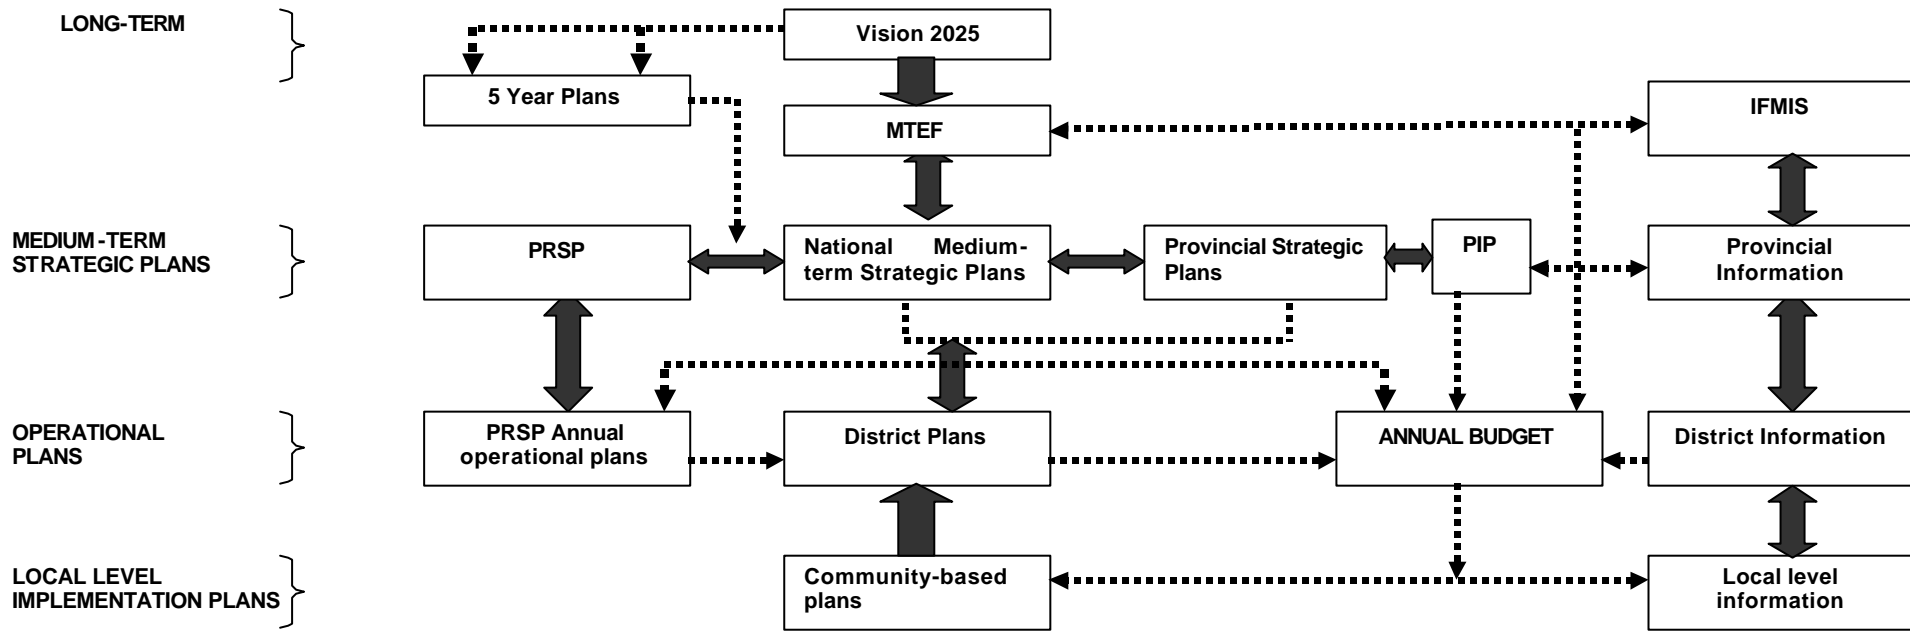 LONG-TERM
Vision 2025
5 Year Plans
MTEF
IFMIS
MEDIUM-TERM
STRATEGIC PLANS
PRSP
National Medium-
term Strategic Plans
Provincial Strategic
Plans
PIP
Provincial
Information
OPERATIONAL
PLANS
PRSP Annual
operational plans
District Plans
ANNUAL BUDGET
District Information
LOCAL LEVEL
IMPLEMENTATION PLANS
Community-based
plans
Local level
information